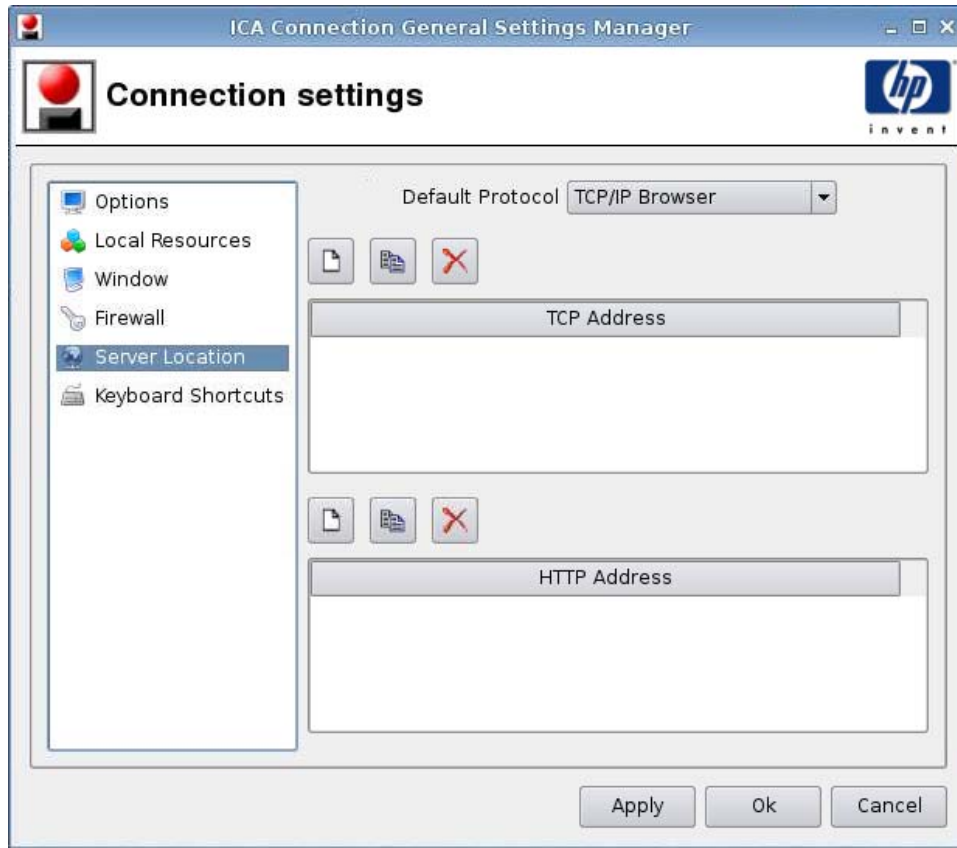 ICA Connection General Settings Manager
Connection settings
hp
invent
Options
Local Resources
Window
Firewall
Server Location
Keyboard Shortcuts
Default Protocol TCP/IP Browser
TCP Address
HTTP Address
Apply Ok Cancel